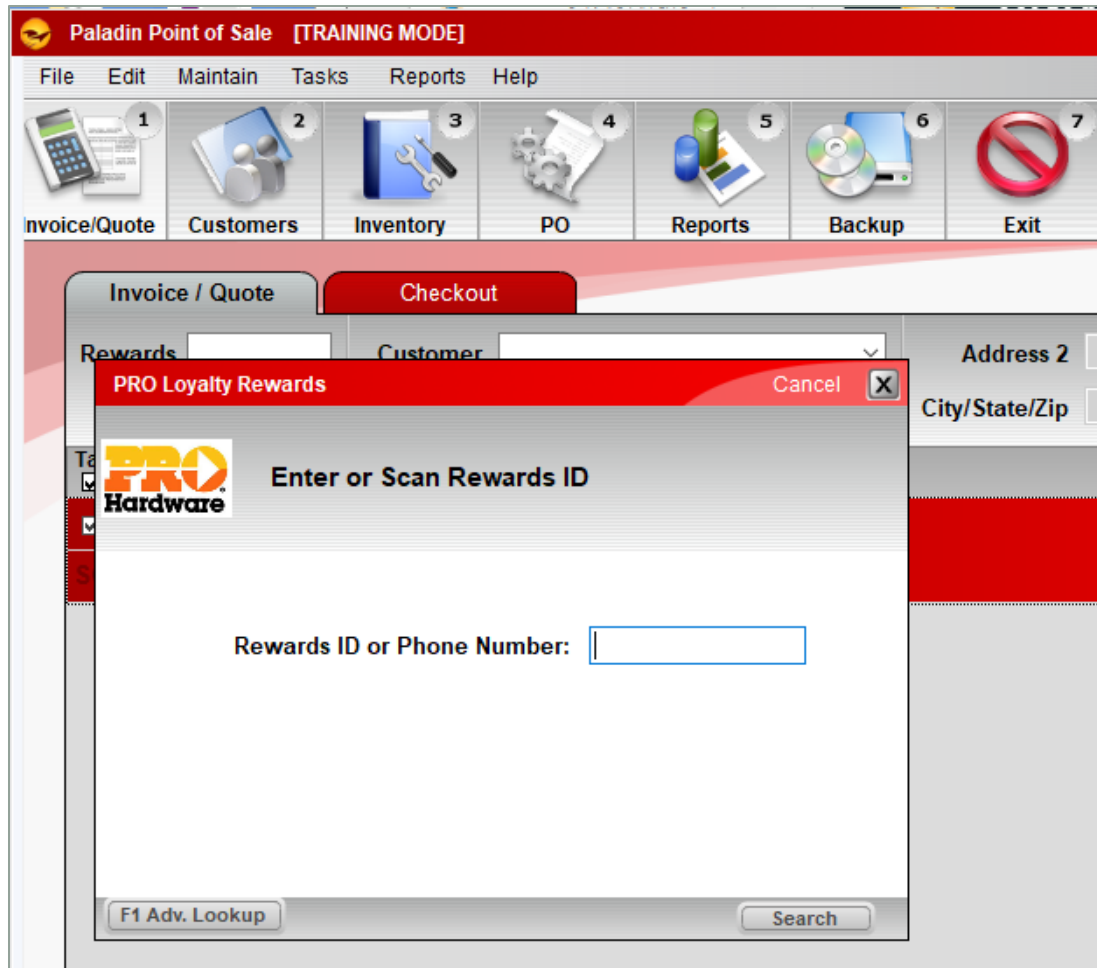 Paladin Point of Sale [TRAINING MODE]
File Edit Maintain Tasks Reports Help
1 2 3 4 5 6 7
Invoice/Quote Customers Inventory PO Reports Backup Exit
Invoice / Quote Checkout
Rewards Customer Address 2
PRO Loyalty Rewards Cancel X
City/State/Zip
PRO
Hardware
Enter or Scan Rewards ID
Rewards ID or Phone Number:
F1 Adv. Lookup Search